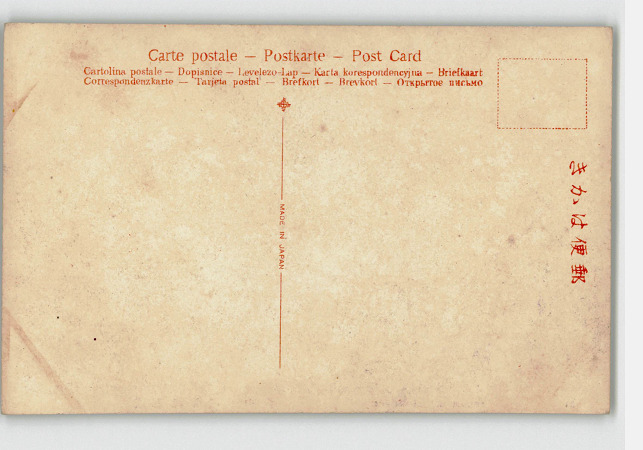 Carte postale — Postkarte — Post Card
Cartolina postale — Dopisnice — Levelezo-Lap — Karta korespondencyjna — Briefkaart
Correspondenzkarte — Tarjeta postal — Brefkort — Brevkort — Открытое письмо
MADE IN JAPAN
きかは便郵